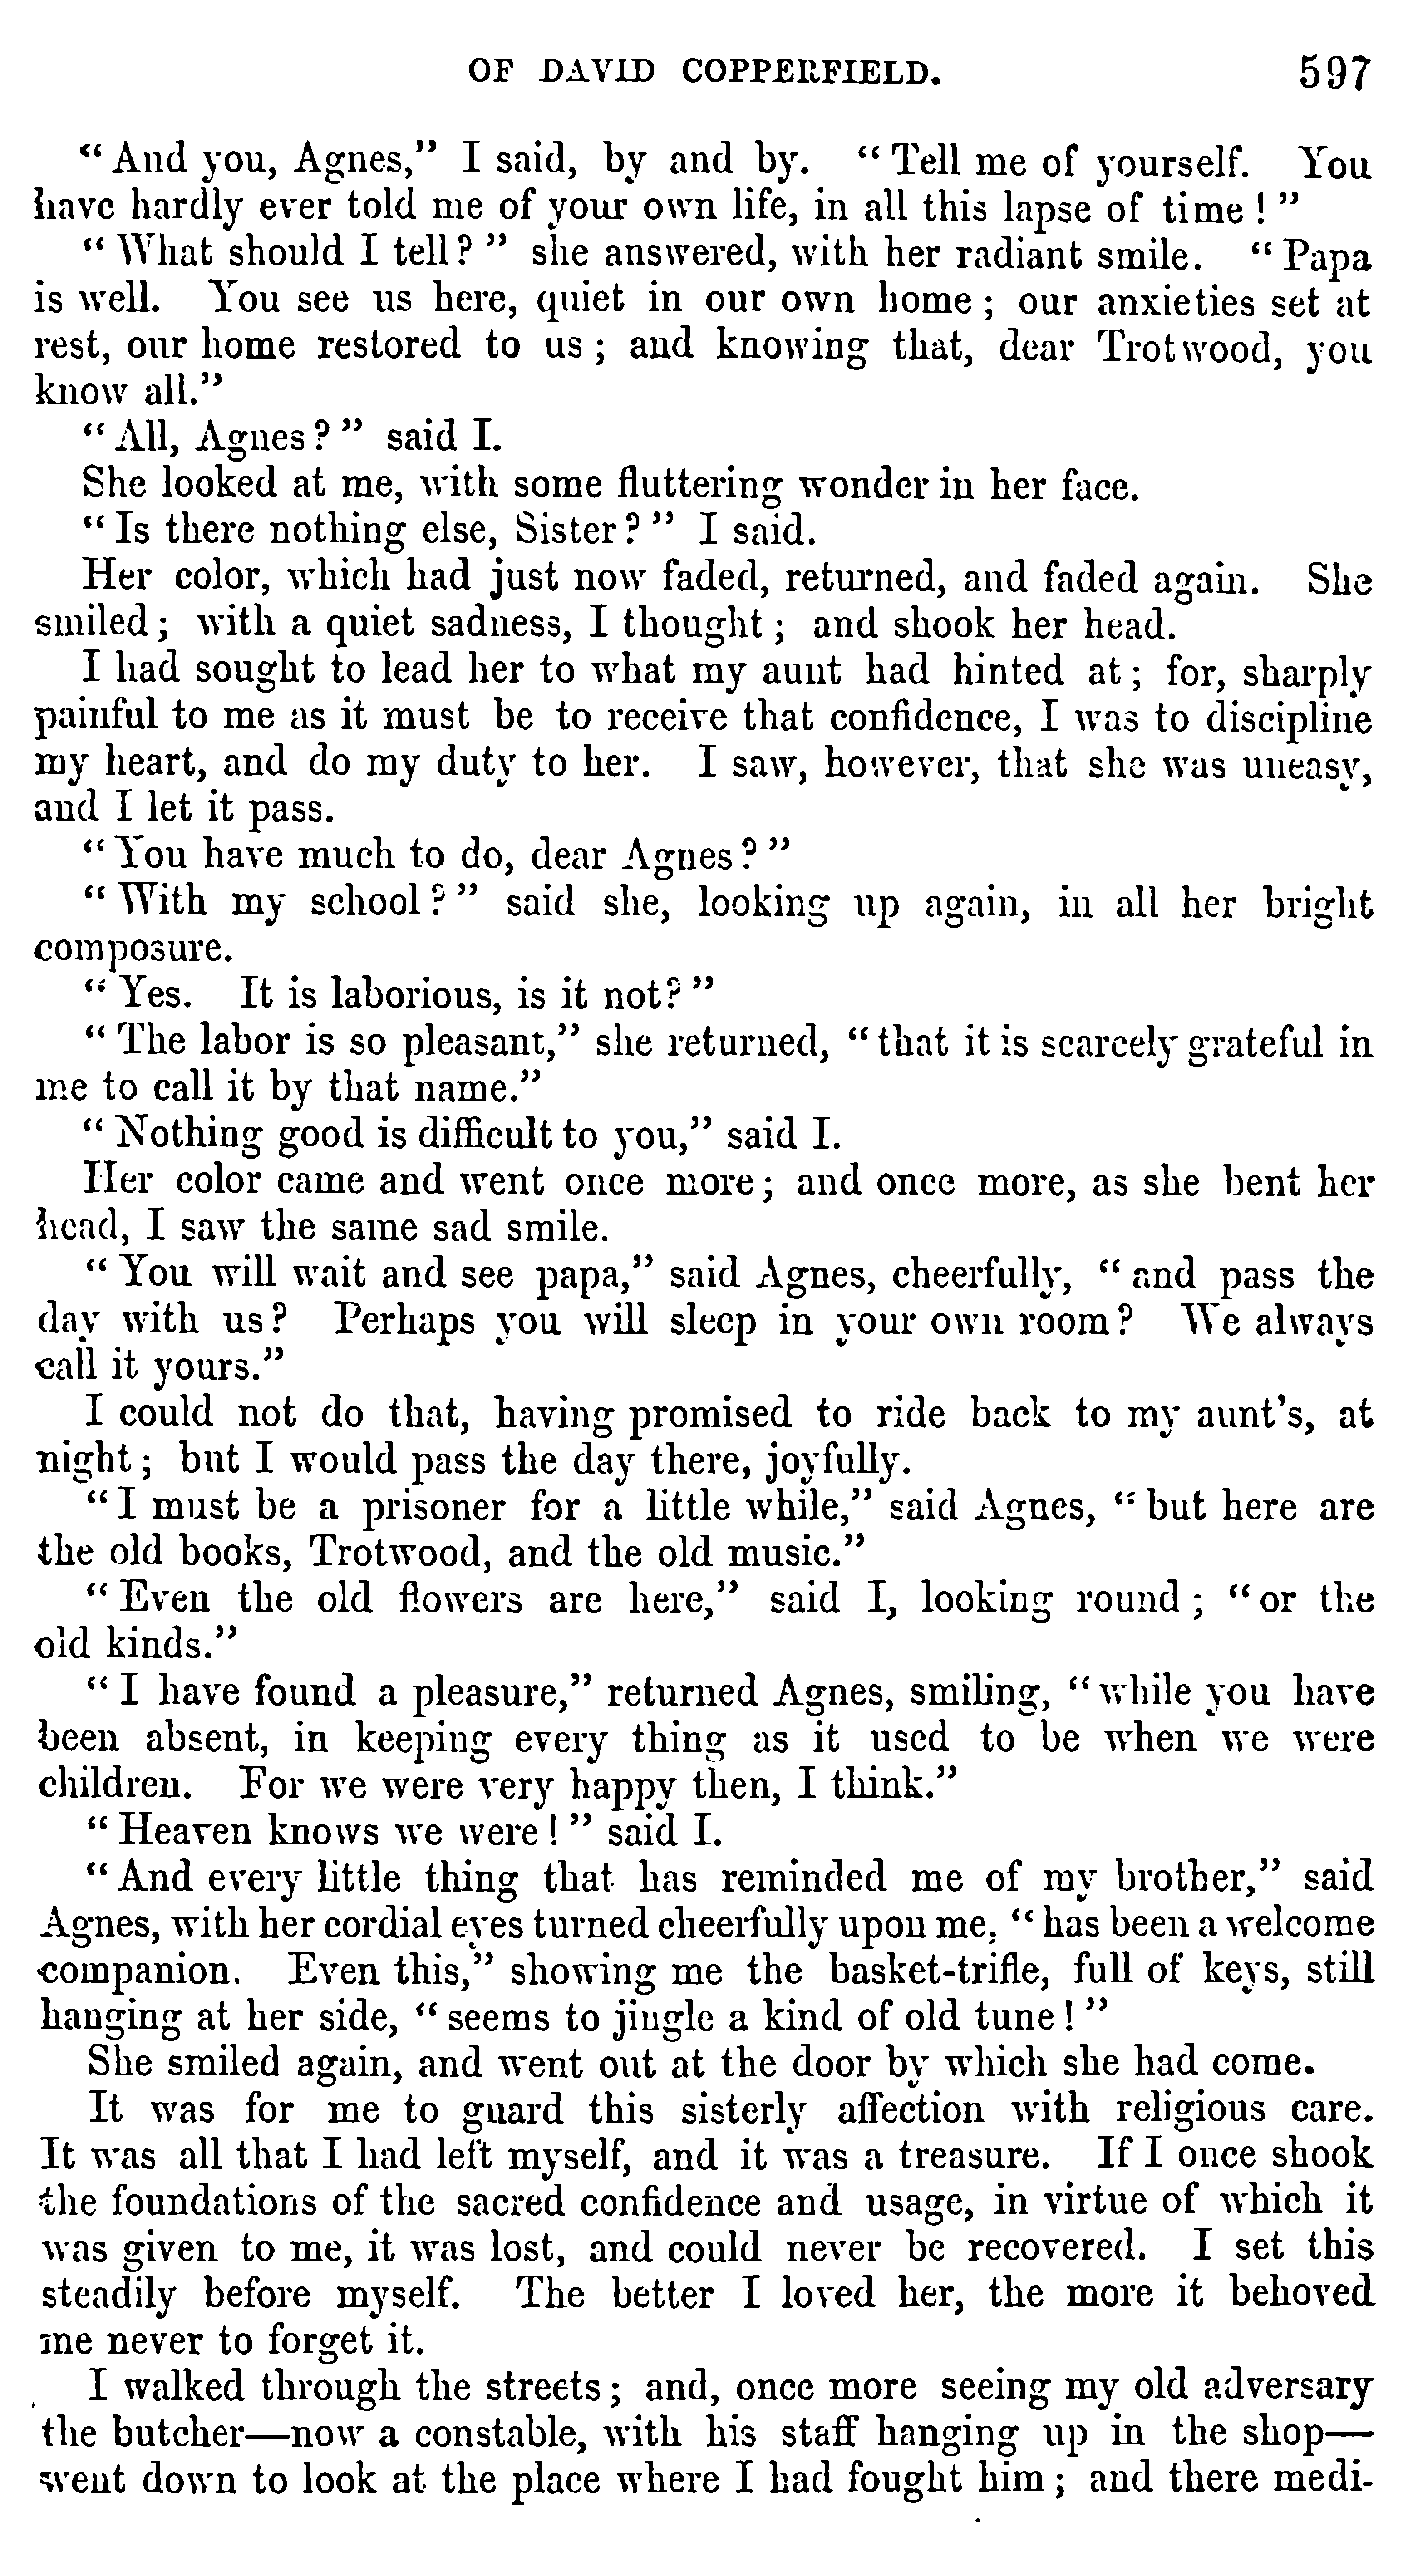 OF DAVID COPPERFIELD. 597
“And you, Agnes,” I said, by and by. “Tell me of yourself. You
have hardly ever told me of your own life, in all this lapse of time!”
“What should I tell?” she answered, with her radiant smile. “Papa
is well. You see us here, quiet in our own home; our anxieties set at
rest, our home restored to us; and knowing that, dear Trotwood, you
know all.”
“All, Agnes?” said I.
She looked at me, with some fluttering wonder in her face.
“Is there nothing else, Sister?” I said.
Her color, which had just now faded, returned, and faded again. She
smiled; with a quiet sadness, I thought; and shook her head.
I had sought to lead her to what my aunt had hinted at; for, sharply
painful to me as it must be to receive that confidence, I was to discipline
my heart, and do my duty to her. I saw, however, that she was uneasy,
and I let it pass.
“You have much to do, dear Agnes?”
“With my school?” said she, looking up again, in all her bright
composure.
“Yes. It is laborious, is it not?”
“The labor is so pleasant,” she returned, “that it is scarcely grateful in
me to call it by that name.”
“Nothing good is difficult to you,” said I.
Her color came and went once more; and once more, as she bent her
head, I saw the same sad smile.
“You will wait and see papa,” said Agnes, cheerfully, “and pass the
day with us? Perhaps you will sleep in your own room? We always
call it yours.”
I could not do that, having promised to ride back to my aunt’s, at
night; but I would pass the day there, joyfully.
“I must be a prisoner for a little while,” said Agnes, “but here are
the old books, Trotwood, and the old music.”
“Even the old flowers are here,” said I, looking round; “or the
old kinds.”
“I have found a pleasure,” returned Agnes, smiling, “while you have
been absent, in keeping every thing as it used to be when we were
children. For we were very happy then, I think.”
“Heaven knows we were!” said I.
“And every little thing that has reminded me of my brother,” said
Agnes, with her cordial eyes turned cheerfully upon me, “has been a welcome
companion. Even this,” showing me the basket-trifle, full of keys, still
hanging at her side, “seems to jingle a kind of old tune!”
She smiled again, and went out at the door by which she had come.
It was for me to guard this sisterly affection with religious care.
It was all that I had left myself, and it was a treasure. If I once shook
the foundations of the sacred confidence and usage, in virtue of which it
was given to me, it was lost, and could never be recovered. I set this
steadily before myself. The better I loved her, the more it behoved
me never to forget it.
I walked through the streets; and, once more seeing my old adversary
the butcher—now a constable, with his staff hanging up in the shop—
went down to look at the place where I had fought him; and there medi-